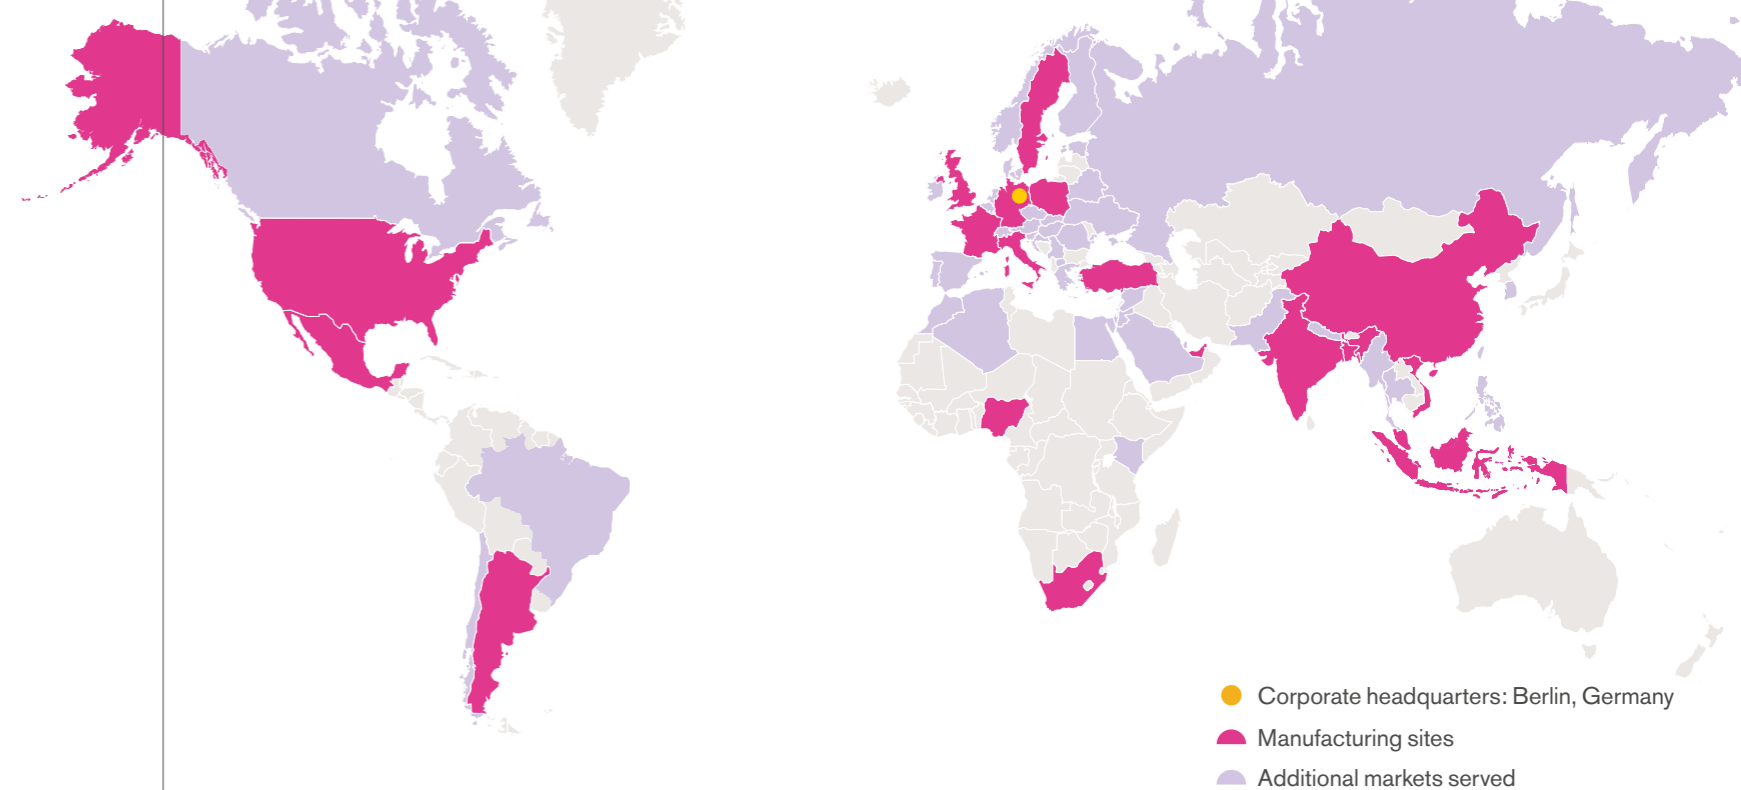 Corporate headquarters: Berlin, Germany
Manufacturing sites
Additional markets served